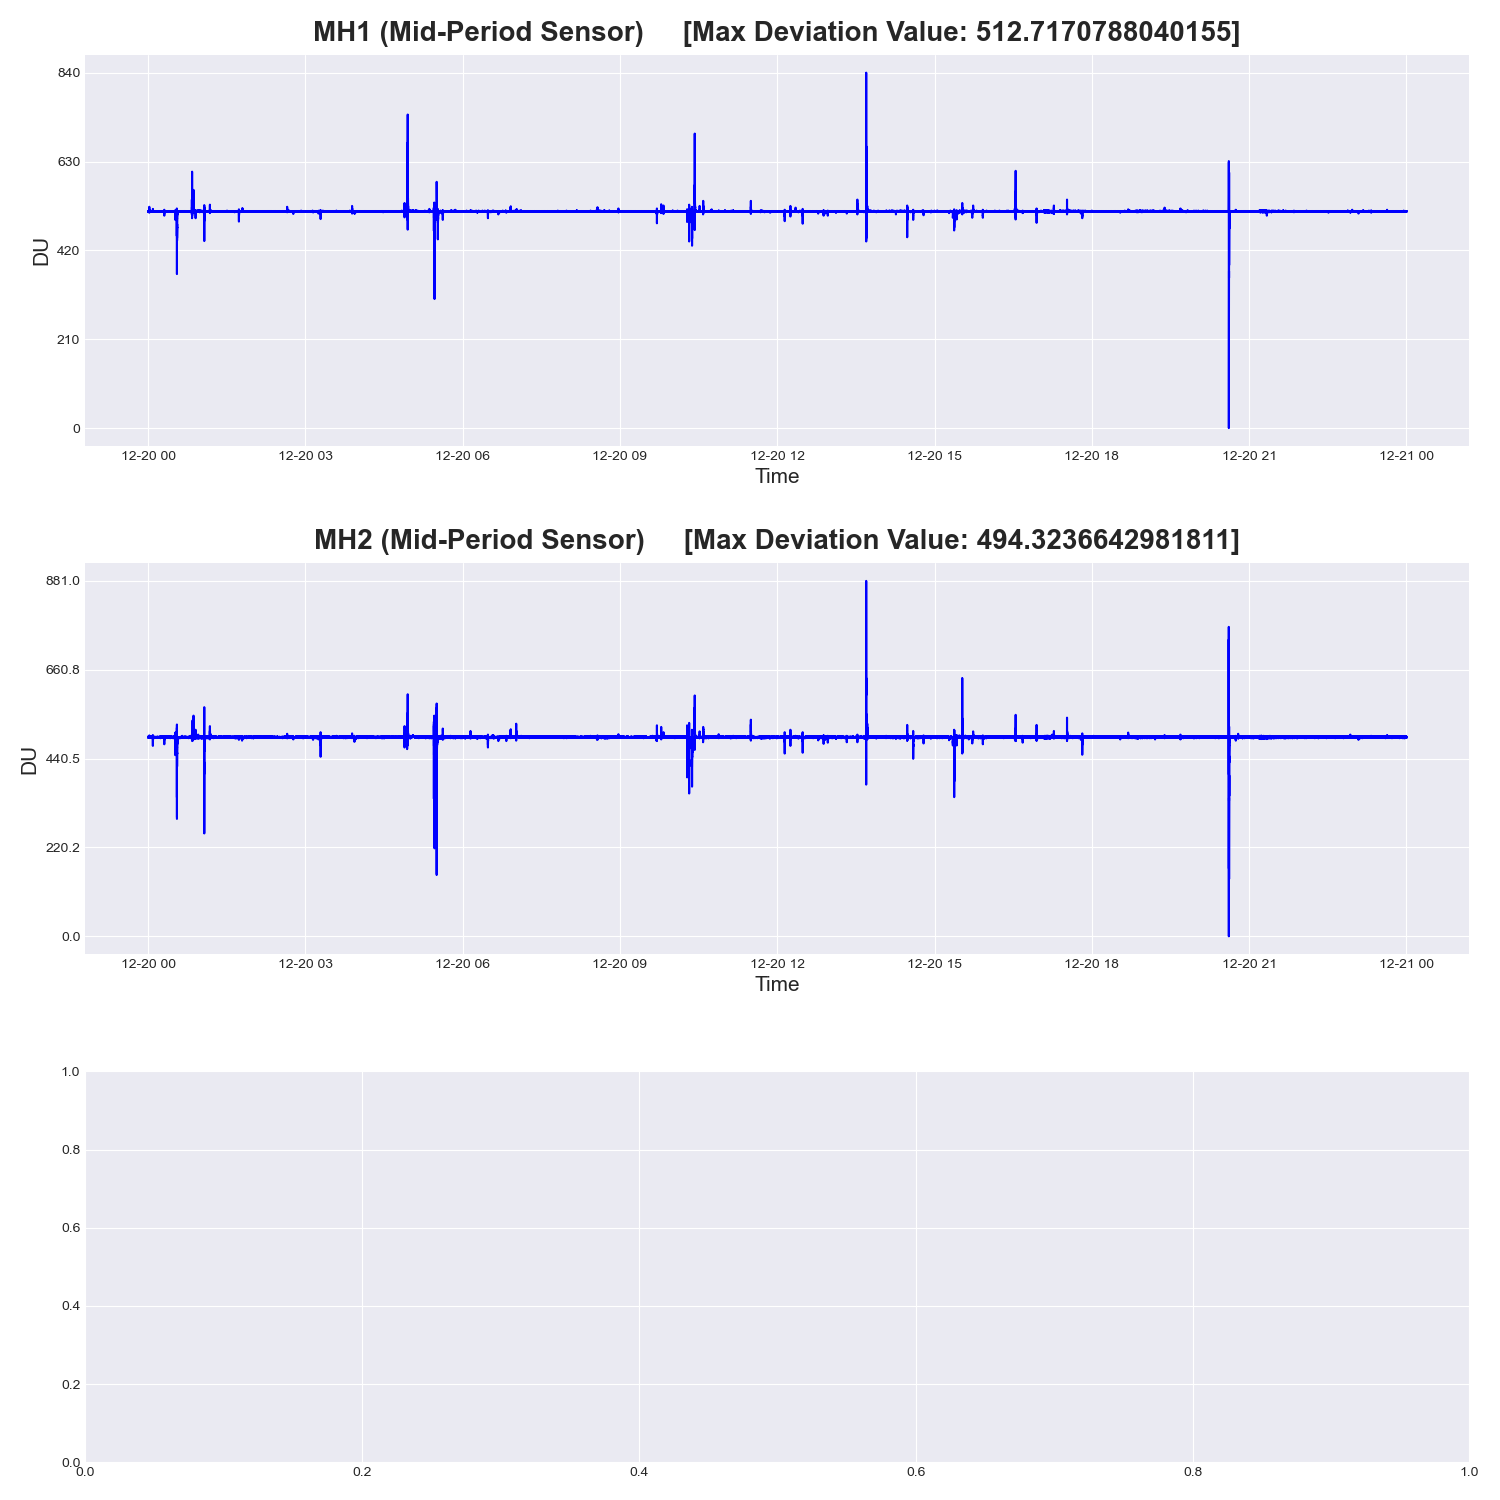 MH1 (Mid-Period Sensor) [Max Deviation Value: 512.7170788040155]
840
630
420
210
0
DU
12-20 00 12-20 03 12-20 06 12-20 09 12-20 12 12-20 15 12-20 18 12-20 21 12-21 00
Time
MH2 (Mid-Period Sensor) [Max Deviation Value: 494.3236642981811]
881.0
660.8
440.5
220.2
0.0
DU
12-20 00 12-20 03 12-20 06 12-20 09 12-20 12 12-20 15 12-20 18 12-20 21 12-21 00
Time
1.0
0.8
0.6
0.4
0.2
0.0
0.0 0.2 0.4 0.6 0.8 1.0